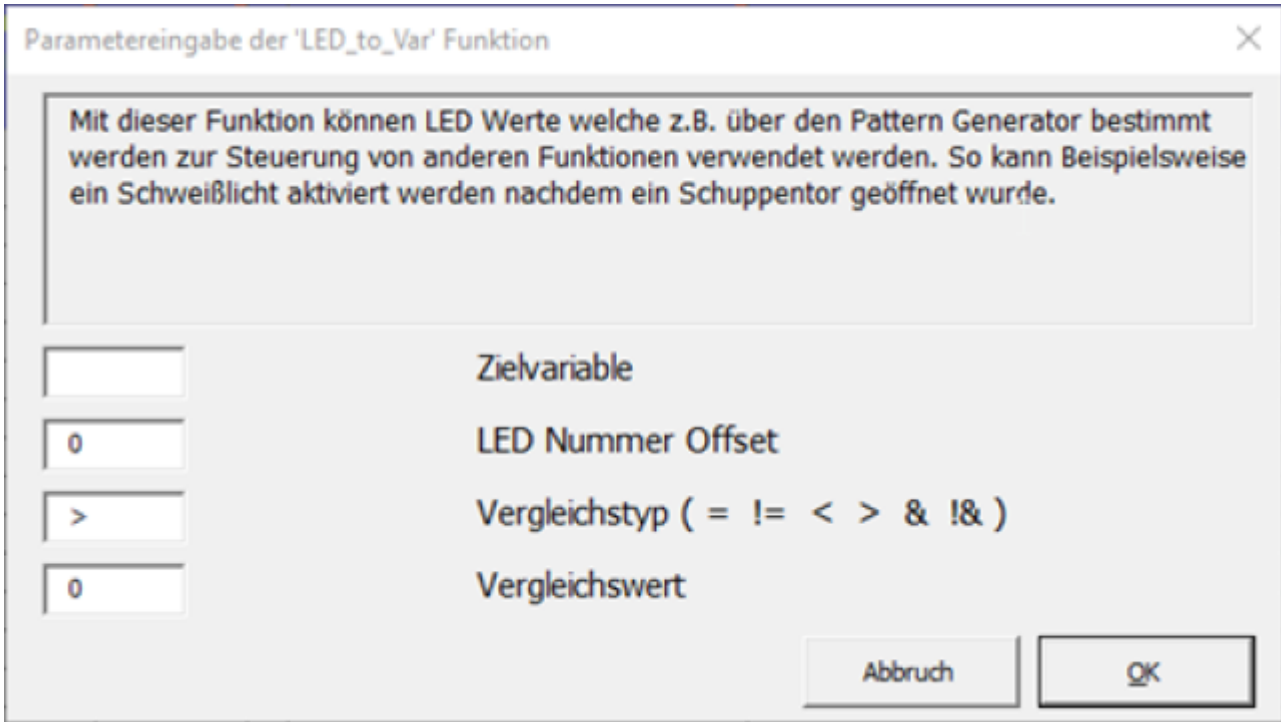 Parametereingabe der 'LED_to_Var' Funktion
Mit dieser Funktion können LED Werte welche z.B. über den Pattern Generator bestimmt
werden zur Steuerung von anderen Funktionen verwendet werden. So kann Beispielsweise
ein Schweißlicht aktiviert werden nachdem ein Schuppentor geöffnet wurde.
Zielvariable
0 LED Nummer Offset
> Vergleichstyp ( = != < > & !& )
0 Vergleichswert
Abbruch OK